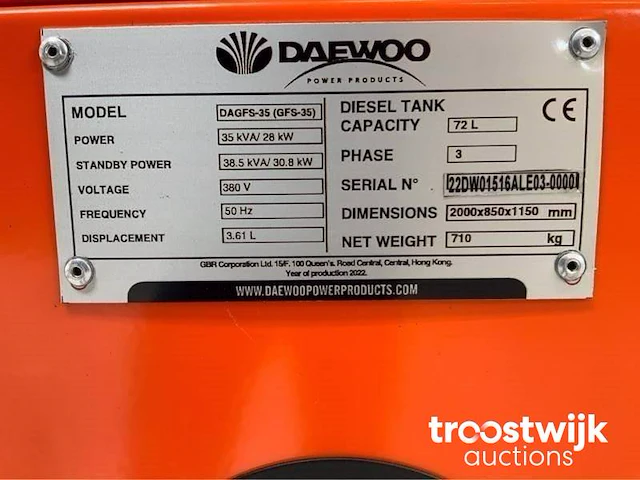 DAEWOO
POWER PRODUCTS
MODEL DAGFS-35 (GFS-35)
POWER 35 kVA/ 28 kW
STANDBY POWER 38.5 kVA/ 30.8 kW
VOLTAGE 380 V
FREQUENCY 50 Hz
DISPLACEMENT 3.61 L
DIESEL TANK
CAPACITY 72 L
CE
PHASE 3
SERIAL N° 22DW01516ALE03-0000
DIMENSIONS 2000x850x1150 mm
NET WEIGHT 710 kg
GBR Corporation Ltd. 15/F, 100 Queen's. Road Central, Central, Hong Kong.
Year of production 2022.
WWW.DAEWOOPOWERPRODUCTS.COM
troostwijk
auctions